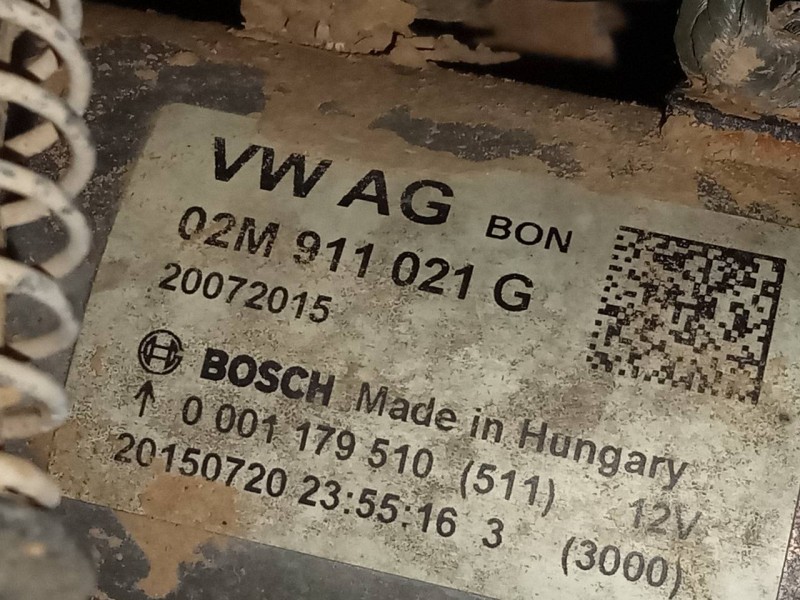 VW AG BON
02M 911 021 G
20072015
BOSCH Made in Hungary
↑ 0 001 179 510 (511) 12V
20150720 23:55:16 3 (3000)